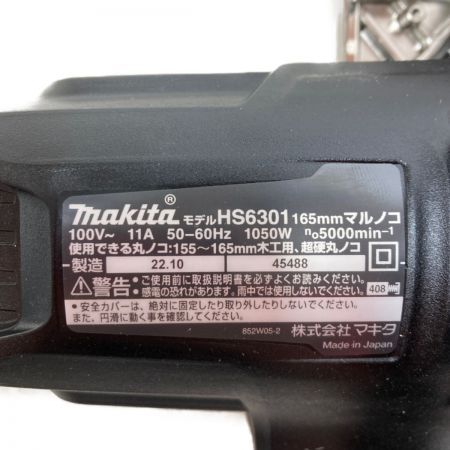 makita® モデル HS6301 165mmマルノコ
100V~ 11A 50-60Hz 1050W n₀5000min⁻¹
使用できる丸ノコ:155~165mm木工用、超硬丸ノコ
製造 22.10 45488
警告:ご使用前に取扱説明書を必ずよくお読みください。
感電の恐れがあります。雨中では使用しないでください。 408
・安全カバーは、絶対に固定したり取り外したりしないでください。
また、円滑に動く事を確認してください。
852W05-2 株式会社マキタ
Made in Japan